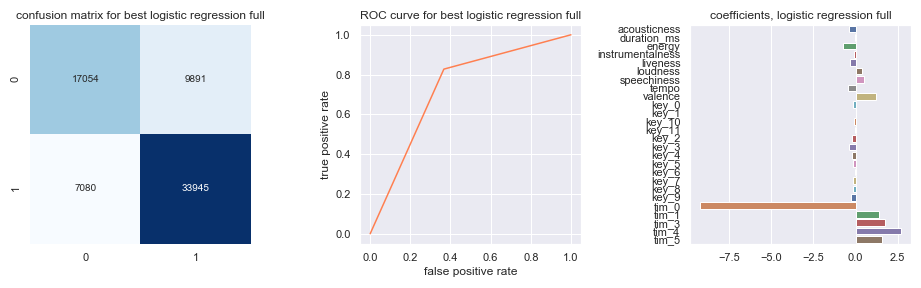 confusion matrix for best logistic regression full
0
17054
9891
1
7080
33945
0
1
ROC curve for best logistic regression full
true positive rate
1.0
0.8
0.6
0.4
0.2
0.0
0.0
0.2
0.4
0.6
0.8
1.0
false positive rate
coefficients, logistic regression full
acousticness
duration_ms
energy
instrumentalness
liveness
loudness
speechiness
tempo
valence
key_0
key_1
key_10
key_11
key_2
key_3
key_4
key_5
key_6
key_7
key_8
key_9
tim_0
tim_1
tim_3
tim_4
tim_5
−7.5
−5.0
−2.5
0.0
2.5